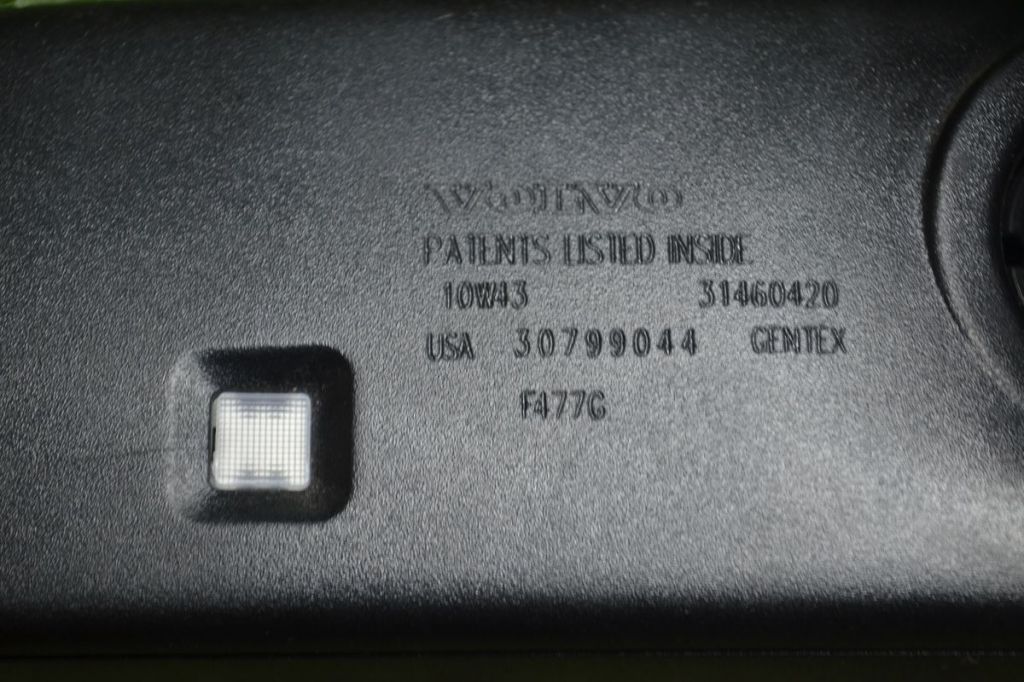 VOLVO
PATENTS LISTED INSIDE
10W43 31460420
USA 30799044 GENTEX
F477G